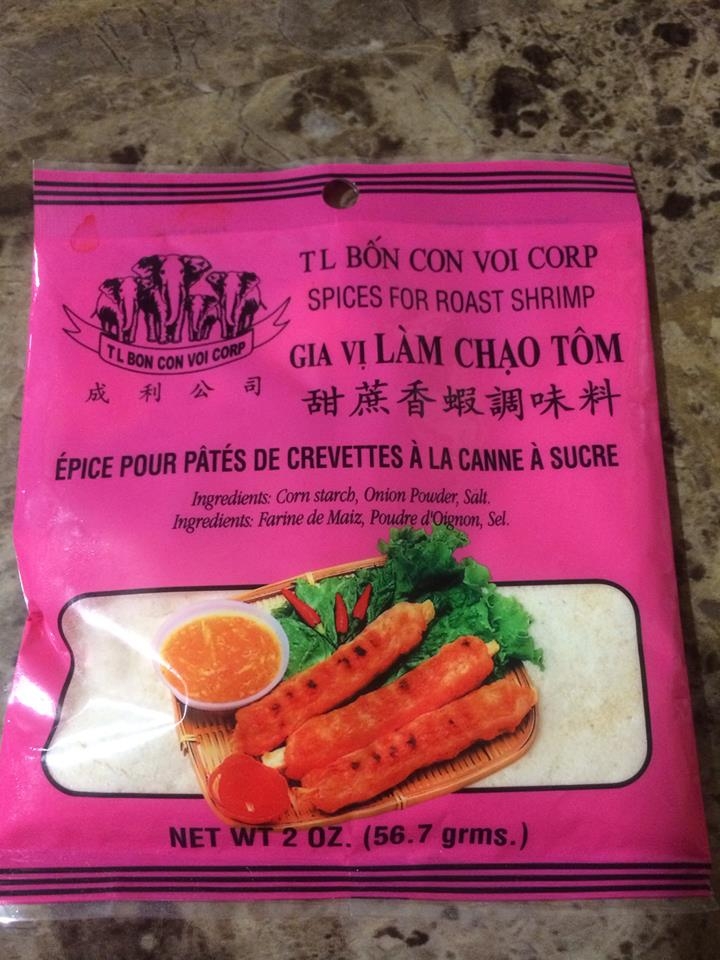 TL BỐN CON VOI CORP
SPICES FOR ROAST SHRIMP
GIA VỊ LÀM CHẠO TÔM
甜蔗香蝦調味料
TL BON CON VOI CORP
成利公司
ÉPICE POUR PÂTÉS DE CREVETTES À LA CANNE À SUCRE
Ingredients: Corn starch, Onion Powder, Salt.
Ingredients: Farine de Maiz, Poudre d'Oignon, Sel.
NET WT 2 OZ. (56.7 grms.)